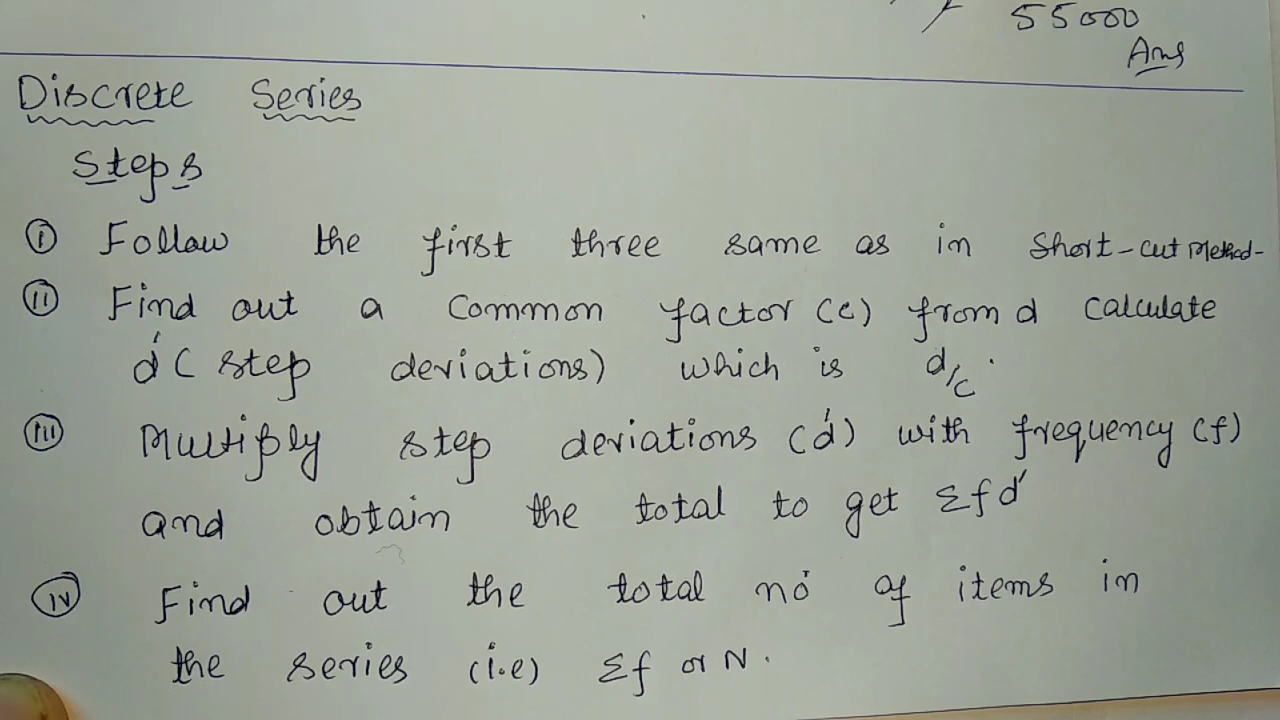 55000
Ans
Discrete Series
Steps
(i) Follow the first three same as in Short-cut Method-
(ii) Find out a common factor (c) from d calculate
d' (step deviations) which is d/c.
(iii) Multiply step deviations (d') with frequency (f)
and obtain the total to get Σfd'
(iv) Find out the total no of items in
the series (i.e) Σf or N.